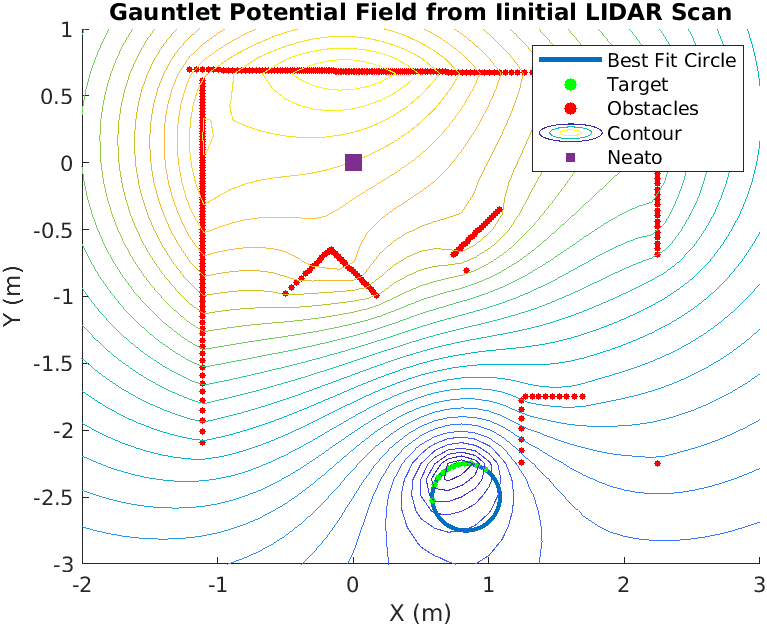 Gauntlet Potential Field from Iinitial LIDAR Scan
Best Fit Circle
Target
Obstacles
Contour
Neato
1
0.5
0
-0.5
-1
-1.5
-2
-2.5
-3
Y (m)
-2
-1
0
1
2
3
X (m)